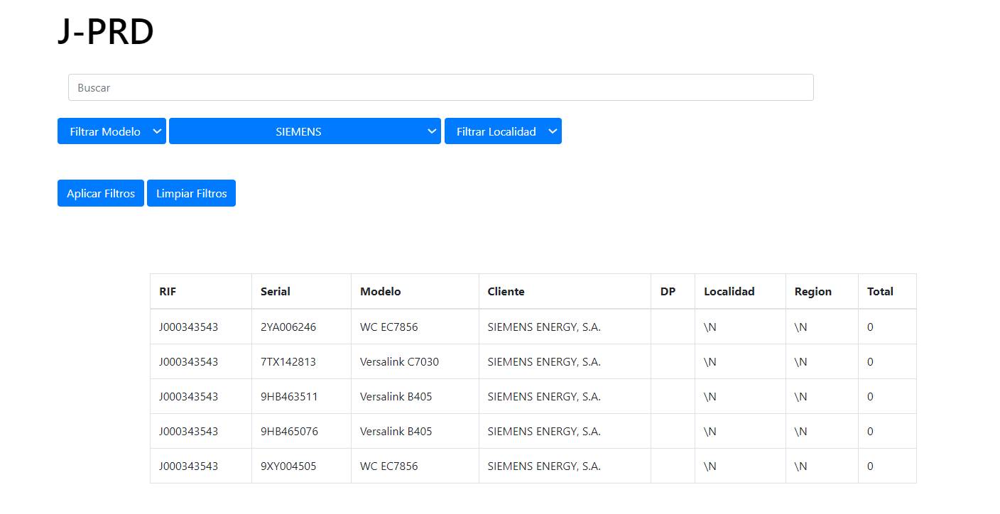 J-PRD
Buscar
Filtrar Modelo SIEMENS Filtrar Localidad
Aplicar Filtros Limpiar Filtros
RIF Serial Modelo Cliente DP Localidad Region Total
J000343543 2YA006246 WC EC7856 SIEMENS ENERGY, S.A. \N \N 0
J000343543 7TX142813 Versalink C7030 SIEMENS ENERGY, S.A. \N \N 0
J000343543 9HB463511 Versalink B405 SIEMENS ENERGY, S.A. \N \N 0
J000343543 9HB465076 Versalink B405 SIEMENS ENERGY, S.A. \N \N 0
J000343543 9XY004505 WC EC7856 SIEMENS ENERGY, S.A. \N \N 0